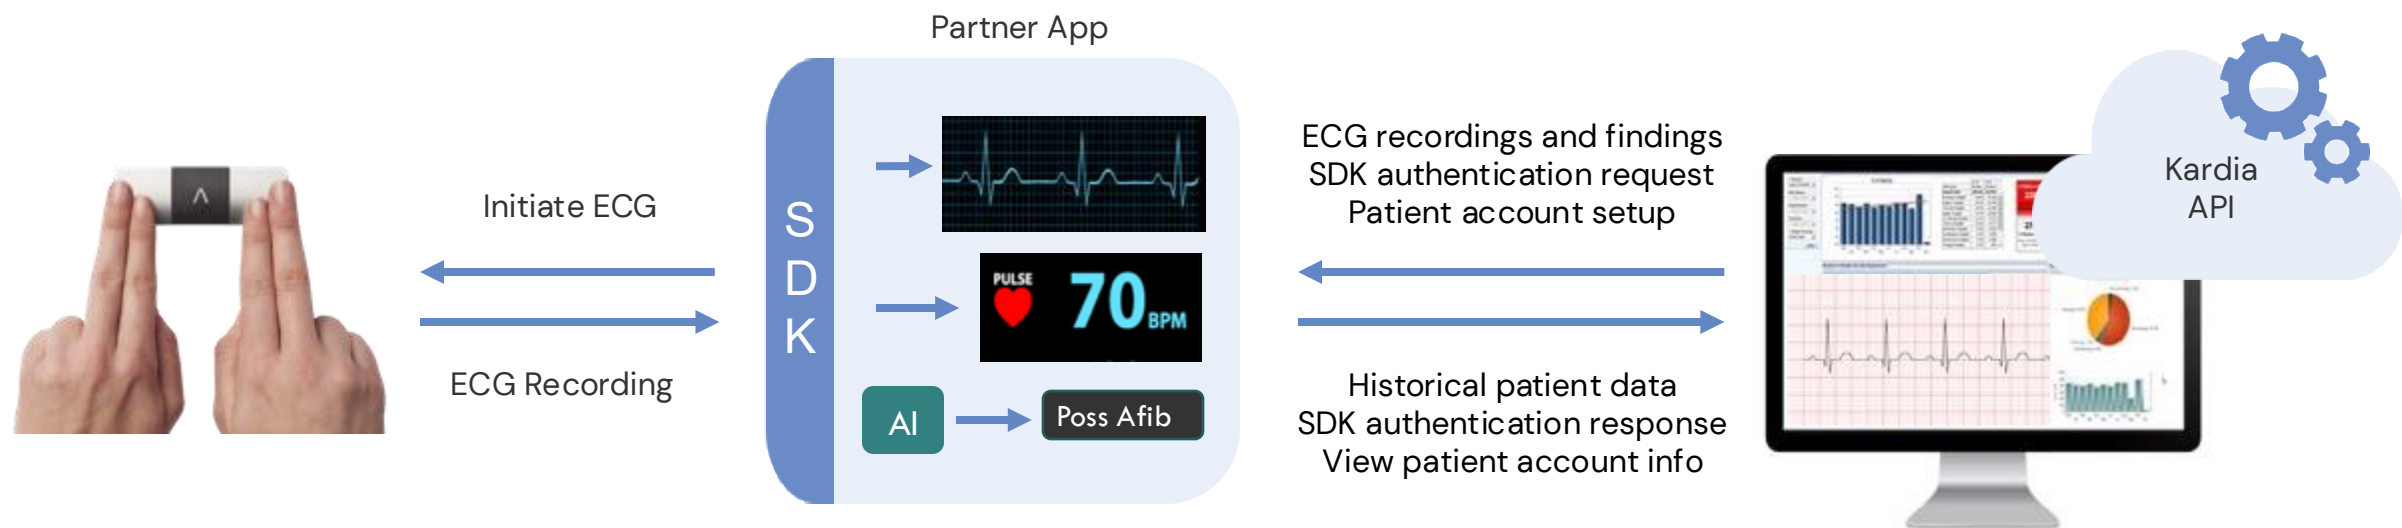 Partner App
Initiate ECG
ECG Recording
S
D
K
PULSE
70 BPM
AI
Poss Afib
ECG recordings and findings
SDK authentication request
Patient account setup
Historical patient data
SDK authentication response
View patient account info
Kardia
API